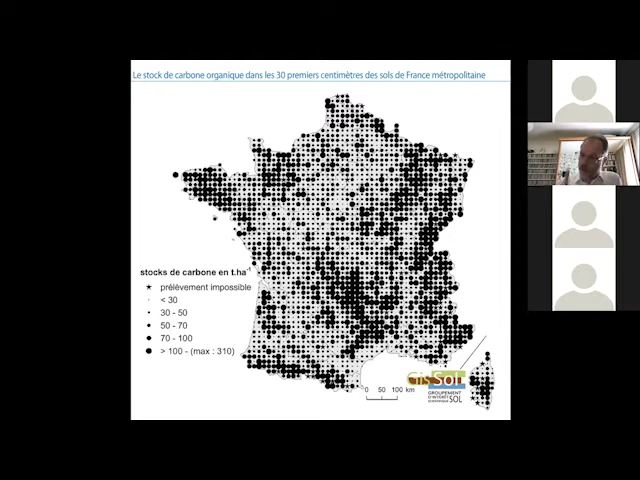 Le stock de carbone organique dans les 30 premiers centimètres des sols de France métropolitaine
stocks de carbone en t.ha⁻¹
prélèvement impossible
< 30
30 - 50
50 - 70
70 - 100
> 100 - (max : 310)
0 50 100 km
Gis Sol
GROUPEMENT
D'INTÉRÊT
SCIENTIFIQUE SOL